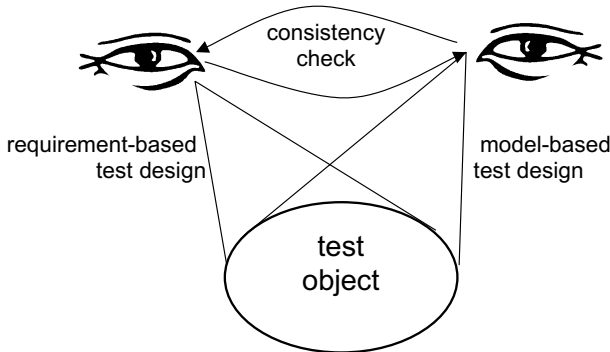 consistency
check
requirement-based
test design
model-based
test design
test
object